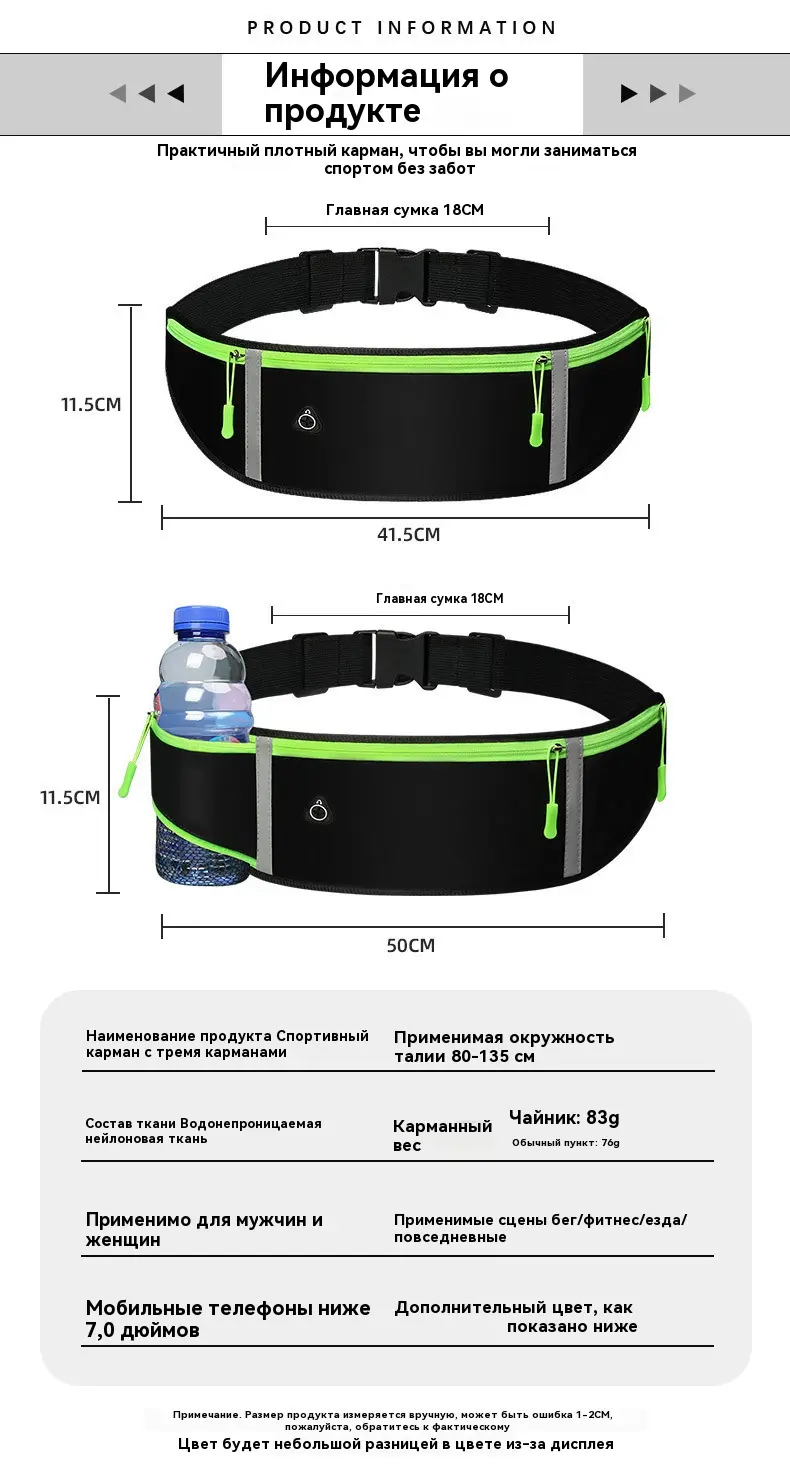 PRODUCT INFORMATION
Информация о
продукте
Практичный плотный карман, чтобы вы могли заниматься
спортом без забот
Главная сумка 18CM
11.5CM
41.5CM
Главная сумка 18CM
11.5CM
50CM
Наименование продукта Спортивный
карман с тремя карманами
Применимая окружность
талии 80-135 см
Состав ткани Водонепроницаемая
нейлоновая ткань
Карманный
вес
Чайник: 83g
Обычный пункт: 76g
Применимо для мужчин и
женщин
Применимые сцены бег/фитнес/езда/
повседневные
Мобильные телефоны ниже
7,0 дюймов
Дополнительный цвет, как
показано ниже
Примечание. Размер продукта измеряется вручную, может быть ошибка 1-2CM,
пожалуйста, обратитесь к фактическому
Цвет будет небольшой разницей в цвете из-за дисплея